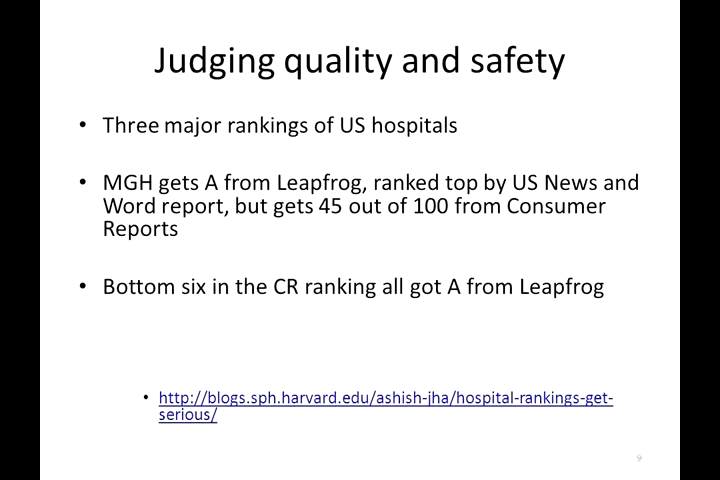 Judging quality and safety
• Three major rankings of US hospitals
• MGH gets A from Leapfrog, ranked top by US News and
Word report, but gets 45 out of 100 from Consumer
Reports
• Bottom six in the CR ranking all got A from Leapfrog
• http://blogs.sph.harvard.edu/ashish-jha/hospital-rankings-get-
serious/
9